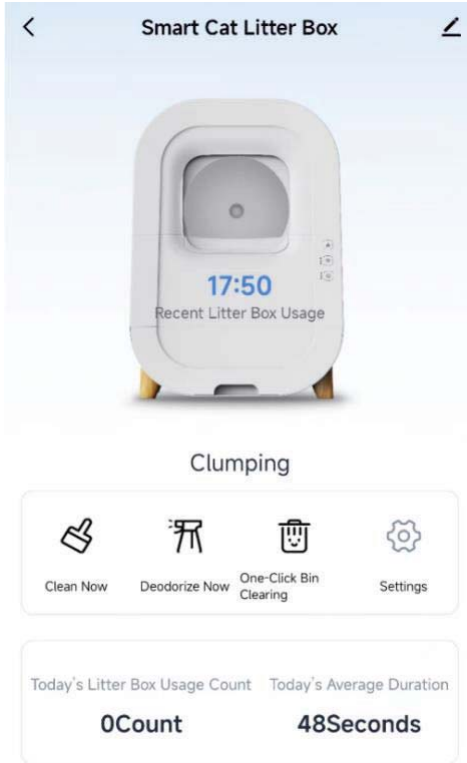 Smart Cat Litter Box
17:50
Recent Litter Box Usage
Clumping
Clean Now
Deodorize Now
One-Click Bin
Clearing
Settings
Today's Litter Box Usage Count
Today's Average Duration
0Count
48Seconds